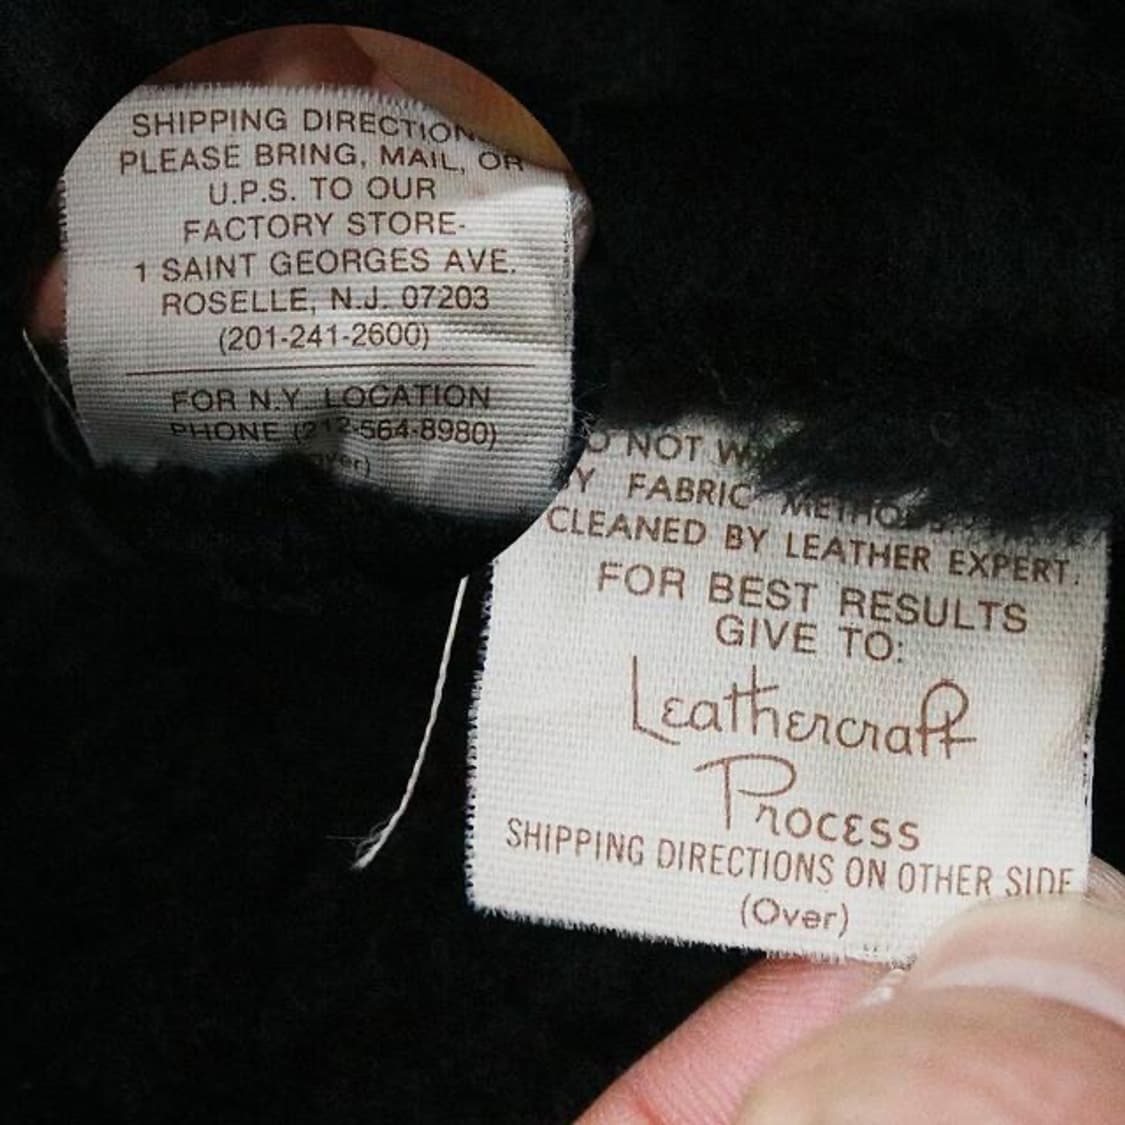 SHIPPING DIRECTION
PLEASE BRING, MAIL, OR
U.P.S. TO OUR
FACTORY STORE-
1 SAINT GEORGES AVE.
ROSELLE, N.J. 07203
(201-241-2600)
FOR N.Y. LOCATION
PHONE (212-564-8980)
O NOT W
Y FABRIC METHODS.
CLEANED BY LEATHER EXPERT.
FOR BEST RESULTS
GIVE TO:
Leathercraft
Process
SHIPPING DIRECTIONS ON OTHER SIDE
(Over)